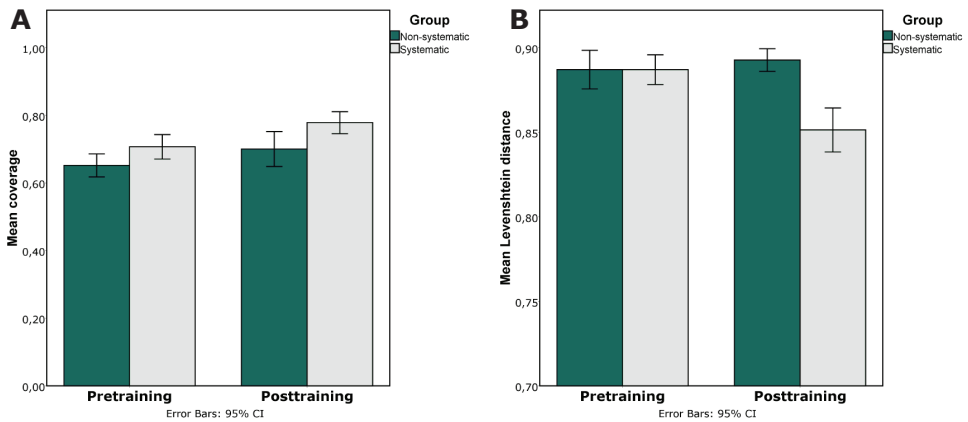 A
Group
Non-systematic
Systematic
Mean coverage
1,00
0,80
0,60
0,40
0,20
0,00
Pretraining
Posttraining
Error Bars: 95% CI
B
Group
Non-systematic
Systematic
Mean Levenshtein distance
0,90
0,85
0,80
0,75
0,70
Pretraining
Posttraining
Error Bars: 95% CI